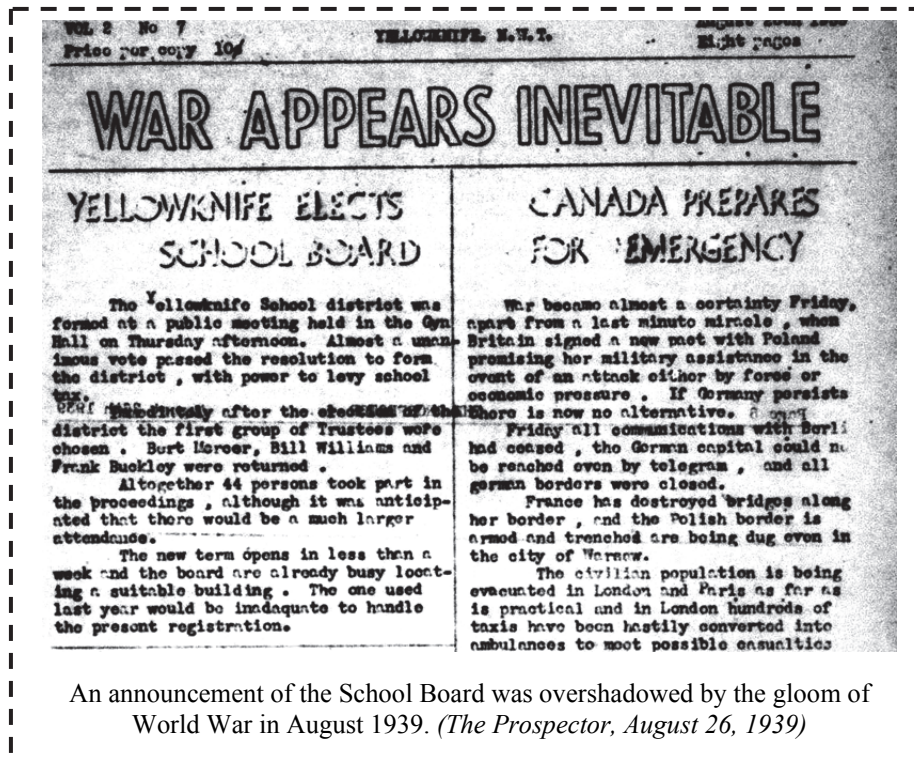 VOL 2 No 7
Price per copy 10¢
YELLOWKNIFE, N.W.T.
Eight pages
WAR APPEARS INEVITABLE
YELLOWKNIFE ELECTS
SCHOOL BOARD
The Yellowknife School district was
formed at a public meeting held in the Gyn
Hall on Thursday afternoon. Almost a unan-
imous vote passed the resolution to form
the district , with power to levy school
tax.
Immediately after the election of the
district the first group of Trustees were
chosen . Burt Mercer, Bill Williams and
Frank Buckley were returned .
Altogether 44 persons took part in
the proceedings , although it was anticip-
ated that there would be a much larger
attendance.
The new term opens in less than a
week and the board are already busy locat-
ing a suitable building . The one used
last year would be inadequate to handle
the present registration.
CANADA PREPARES
FOR EMERGENCY
War became almost a certainty Friday,
apart from a last minute miracle , when
Britain signed a new pact with Poland
promising her military assistance in the
event of an attack either by force or
economic pressure . If Germany persists
there is now no alternative.
Friday all communications with Berli
had ceased , the German capital could
be reached even by telegram , and all
german borders were closed.
France has destroyed bridges along
her border , and the Polish border is
armed and trenched are being dug even in
the city of Warsaw.
The civilian population is being
evacuated in London and Paris as far as
is practical and in London hundreds of
taxis have been hastily converted into
ambulances to meet possible casualties
An announcement of the School Board was overshadowed by the gloom of
World War in August 1939. (The Prospector, August 26, 1939)